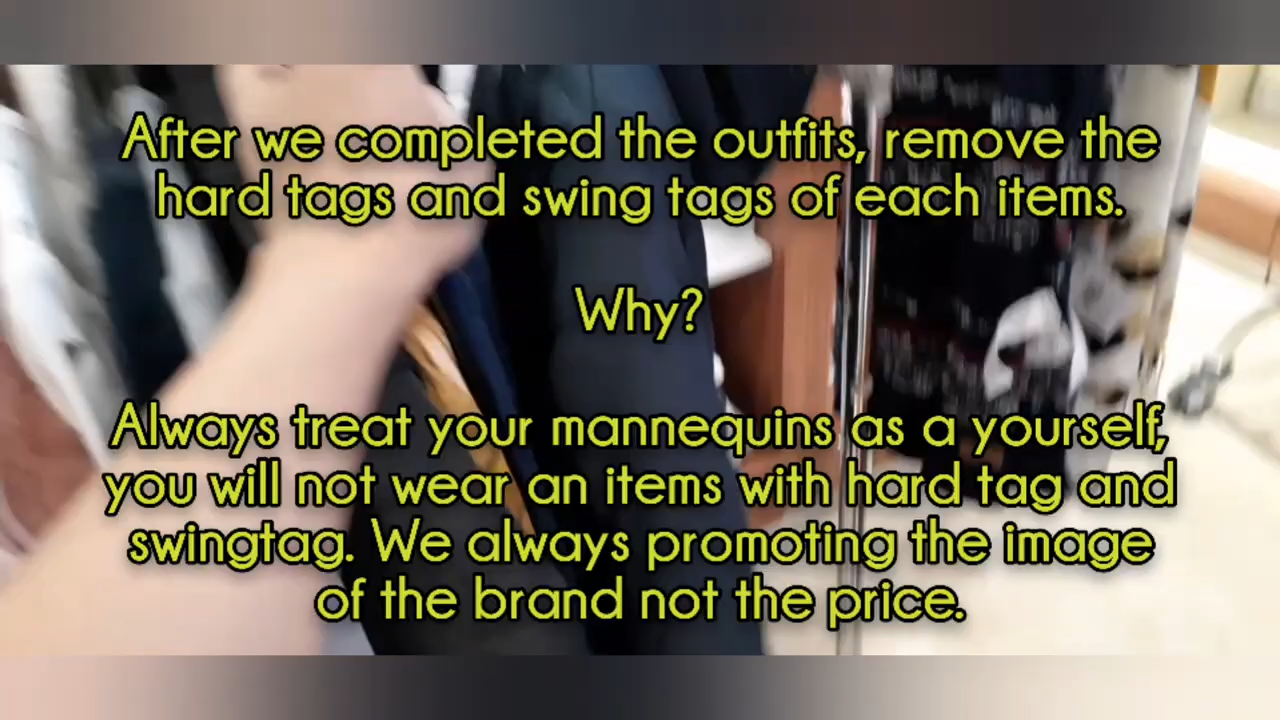 After we completed the outfits, remove the
hard tags and swing tags of each items.
Why?
Always treat your mannequins as a yourself,
you will not wear an items with hard tag and
swingtag. We always promoting the image
of the brand not the price.